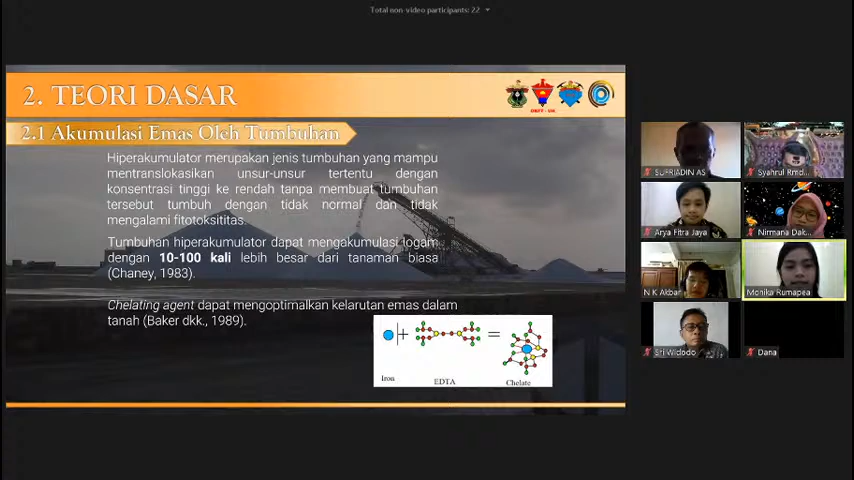 Total non-video participants: 22
2. TEORI DASAR
2.1 Akumulasi Emas Oleh Tumbuhan
Hiperakumulator merupakan jenis tumbuhan yang mampu
mentranslokasikan unsur-unsur tertentu dengan
konsentrasi tinggi ke rendah tanpa membuat tumbuhan
tersebut tumbuh dengan tidak normal dan tidak
mengalami fitotoksititas.
Tumbuhan hiperakumulator dapat mengakumulasi logam
dengan 10-100 kali lebih besar dari tanaman biasa
(Chaney, 1983).
Chelating agent dapat mengoptimalkan kelarutan emas dalam
tanah (Baker dkk., 1989).
+
=
Iron
EDTA
Chelate
SUFRIADIN AS
Syahrul Rmd...
Arya Fitra Jaya
Nirmana Dak...
N K Akbar
Monika Rumapea
Sri Widodo
Dana